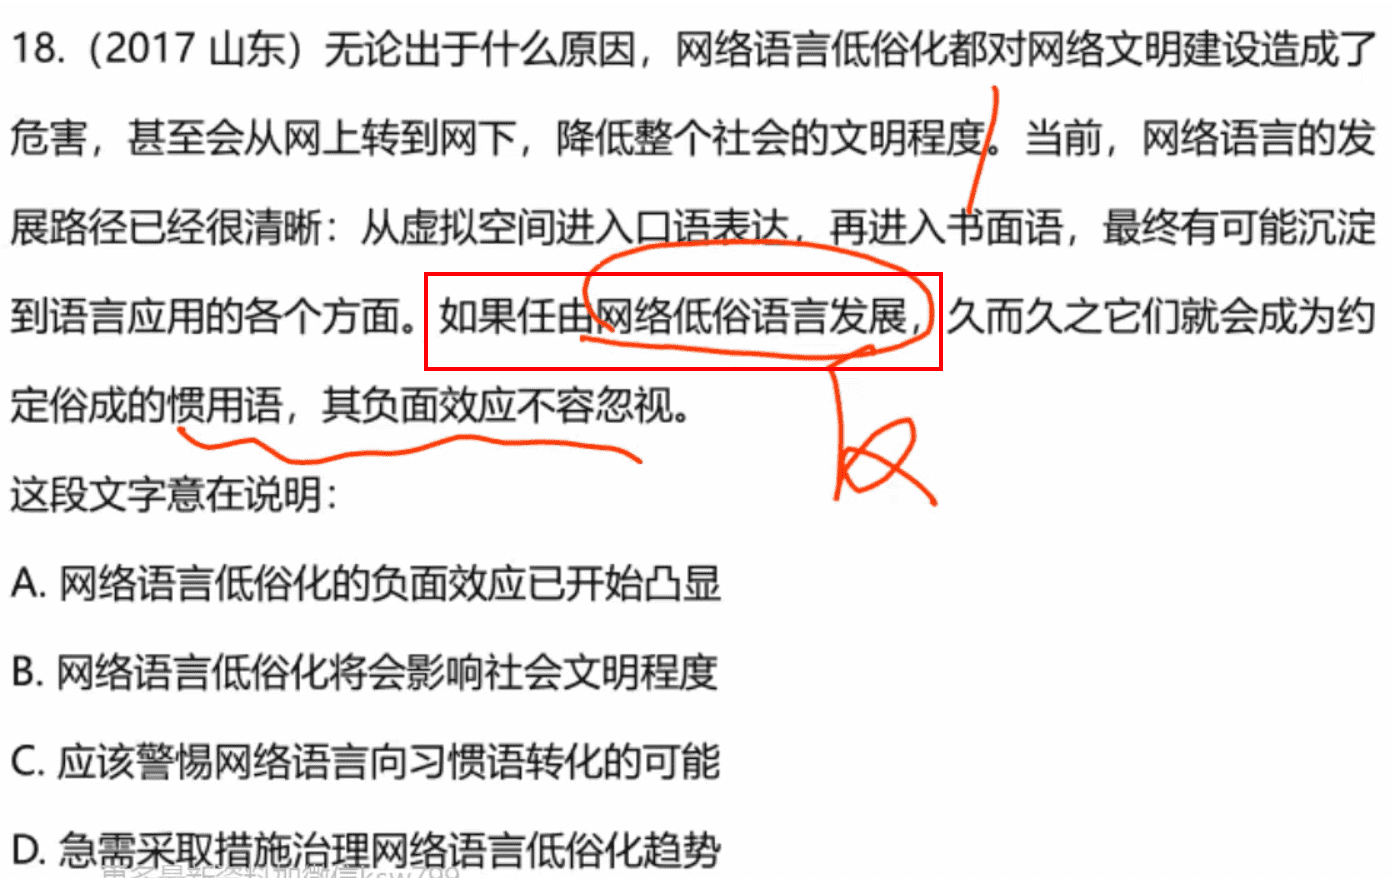 18.（2017 山东）无论出于什么原因，网络语言低俗化都对网络文明建设造成了
危害，甚至会从网上转到网下，降低整个社会的文明程度。当前，网络语言的发
展路径已经很清晰：从虚拟空间进入口语表达，再进入书面语，最终有可能沉淀
到语言应用的各个方面。如果任由网络低俗语言发展，久而久之它们就会成为约
定俗成的惯用语，其负面效应不容忽视。
这段文字意在说明：
A. 网络语言低俗化的负面效应已开始凸显
B. 网络语言低俗化将会影响社会文明程度
C. 应该警惕网络语言向习惯语转化的可能
D. 急需采取措施治理网络语言低俗化趋势